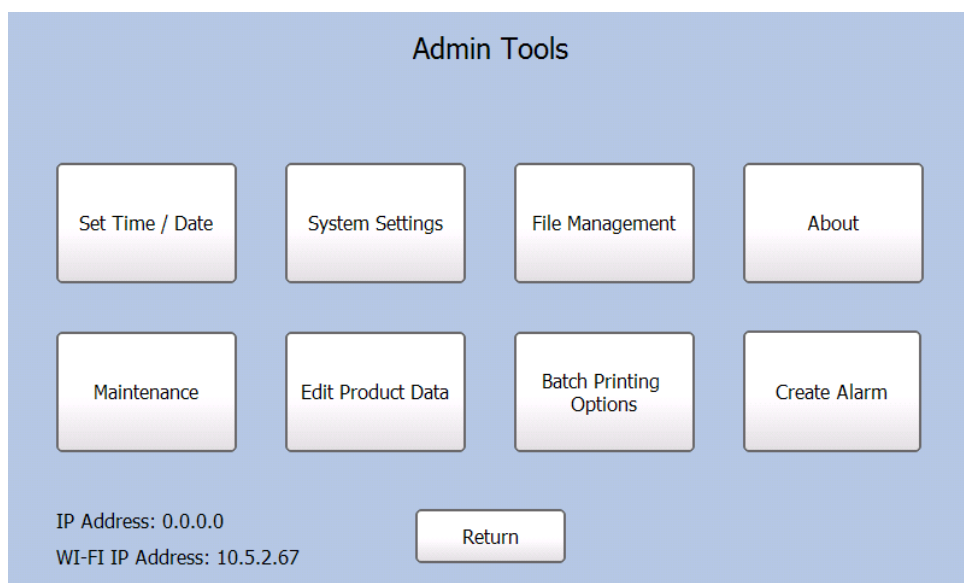 Admin Tools
Set Time / Date
System Settings
File Management
About
Maintenance
Edit Product Data
Batch Printing
Options
Create Alarm
IP Address: 0.0.0.0
WI-FI IP Address: 10.5.2.67
Return